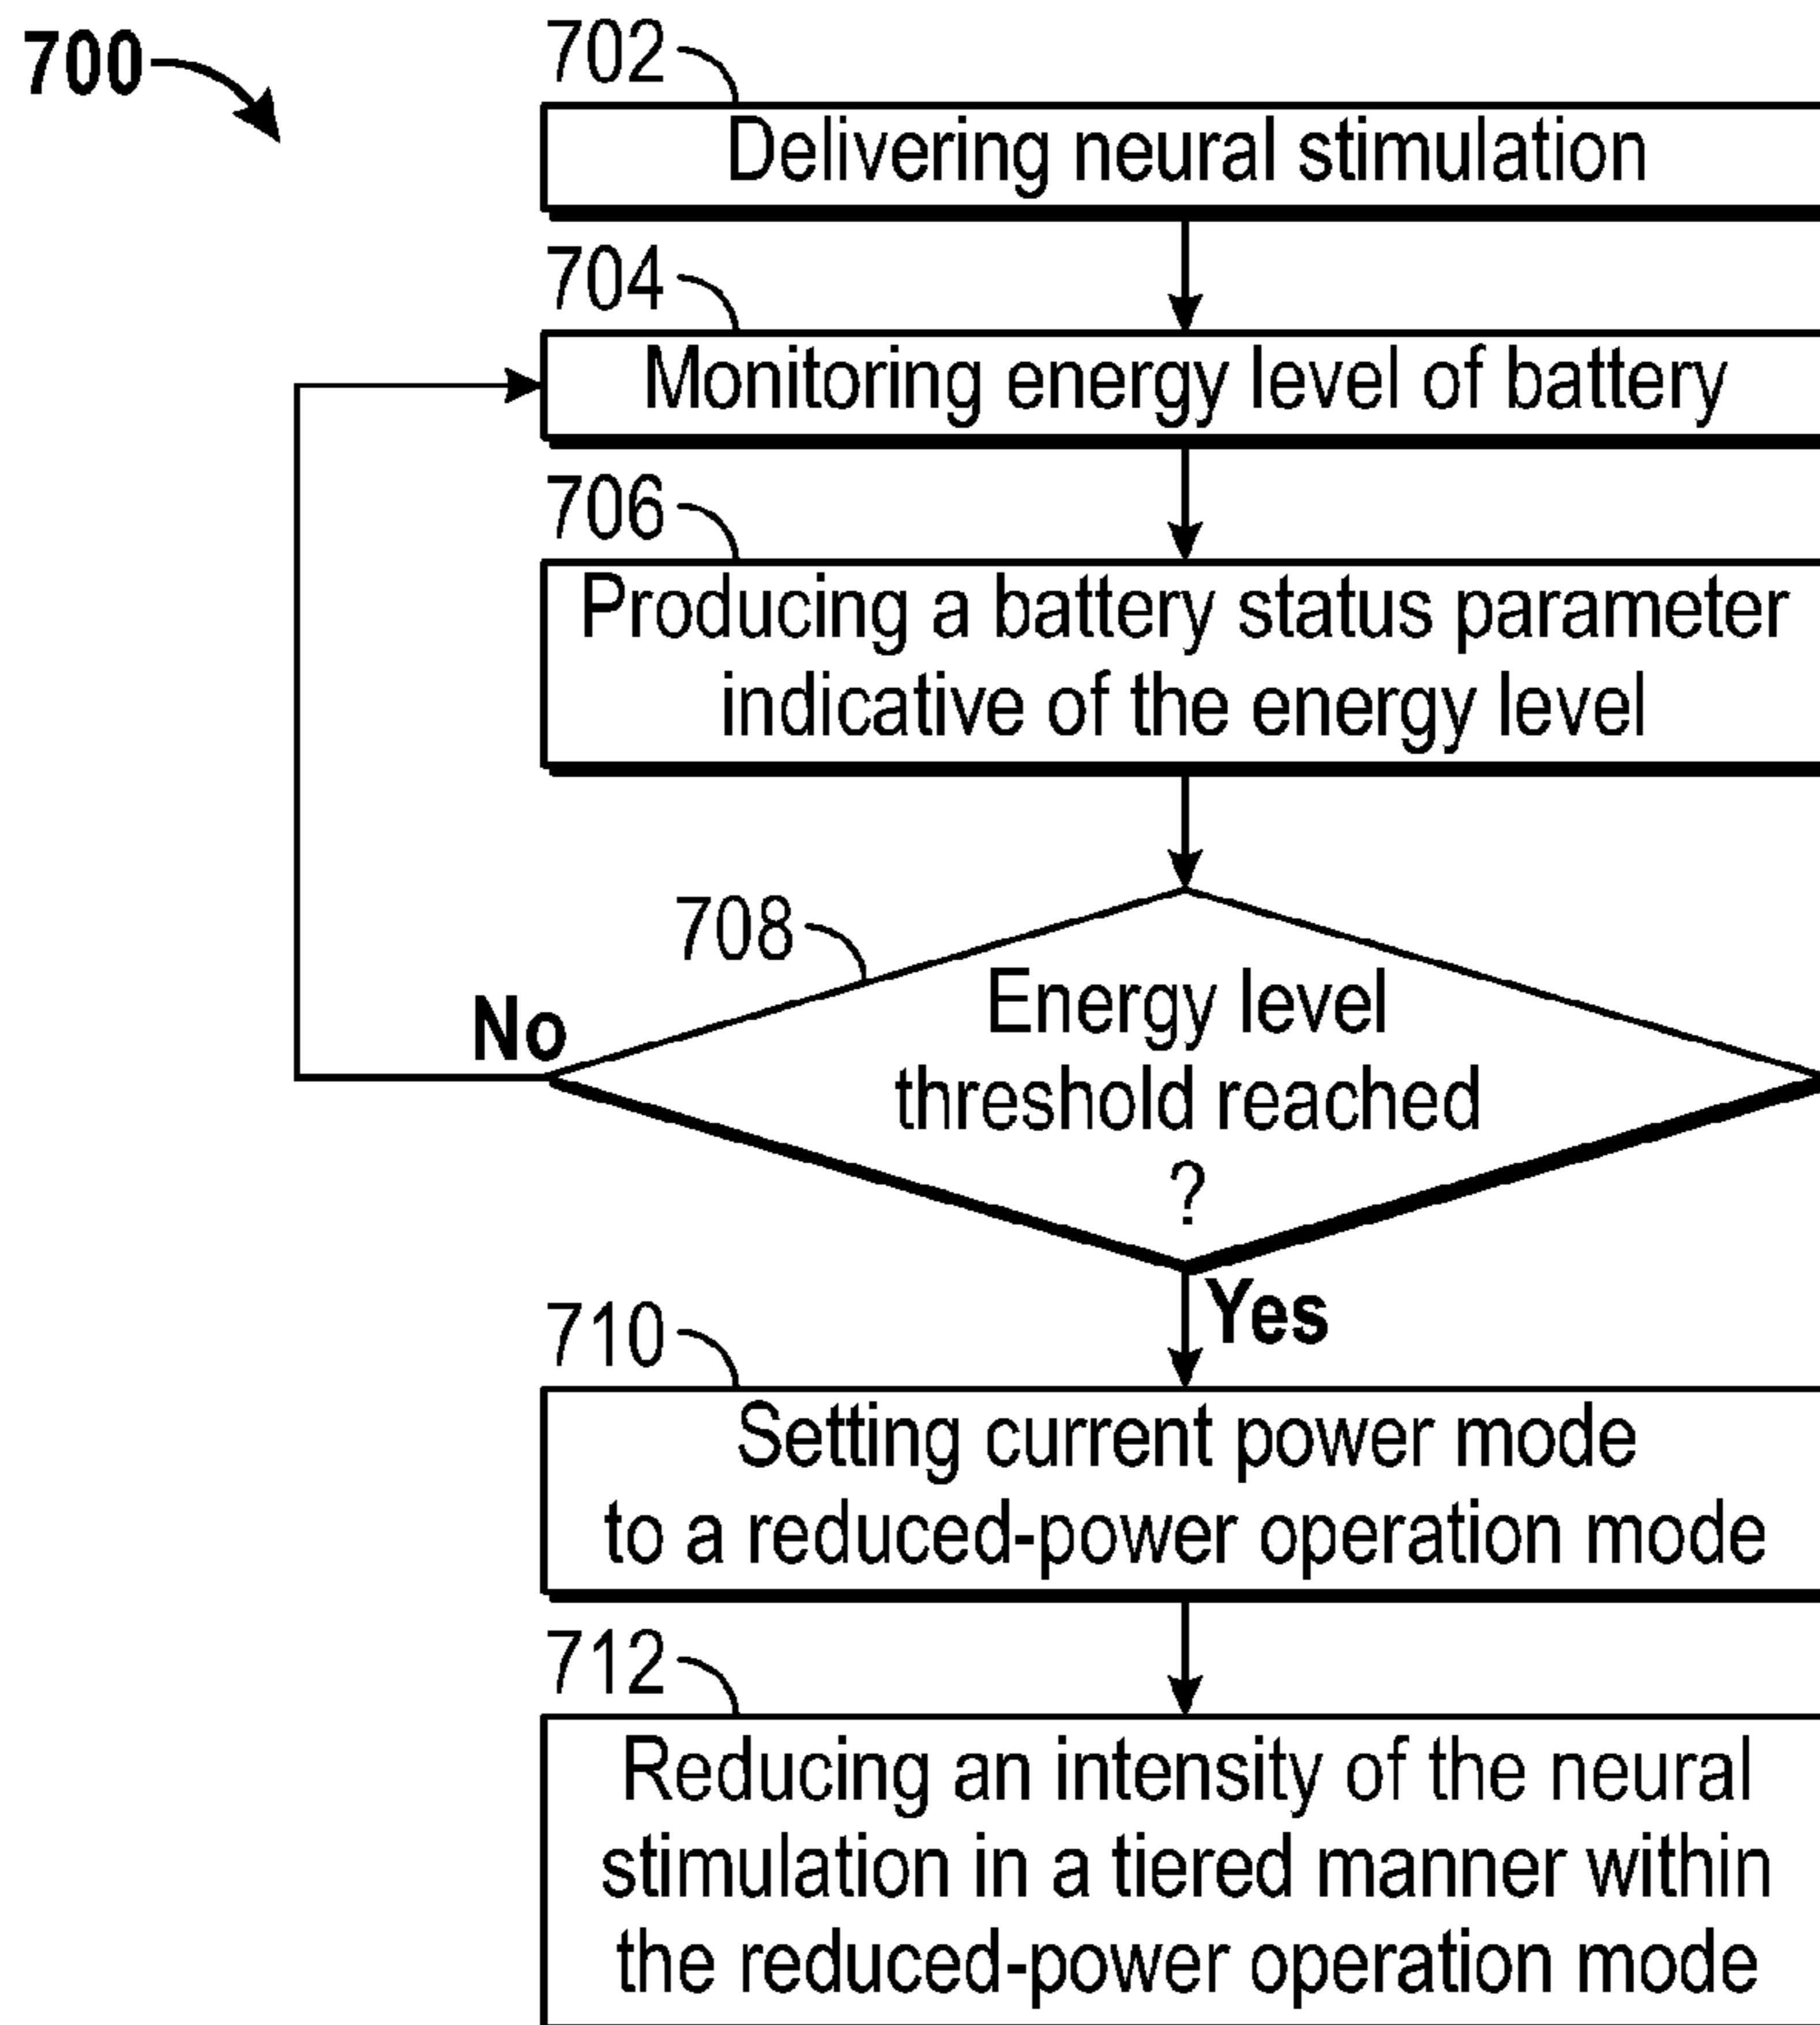 700
702
Delivering neural stimulation
704
Monitoring energy level of battery
706
Producing a battery status parameter
indicative of the energy level
708
Energy level
threshold reached
?
No
Yes
710
Setting current power mode
to a reduced-power operation mode
712
Reducing an intensity of the neural
stimulation in a tiered manner within
the reduced-power operation mode